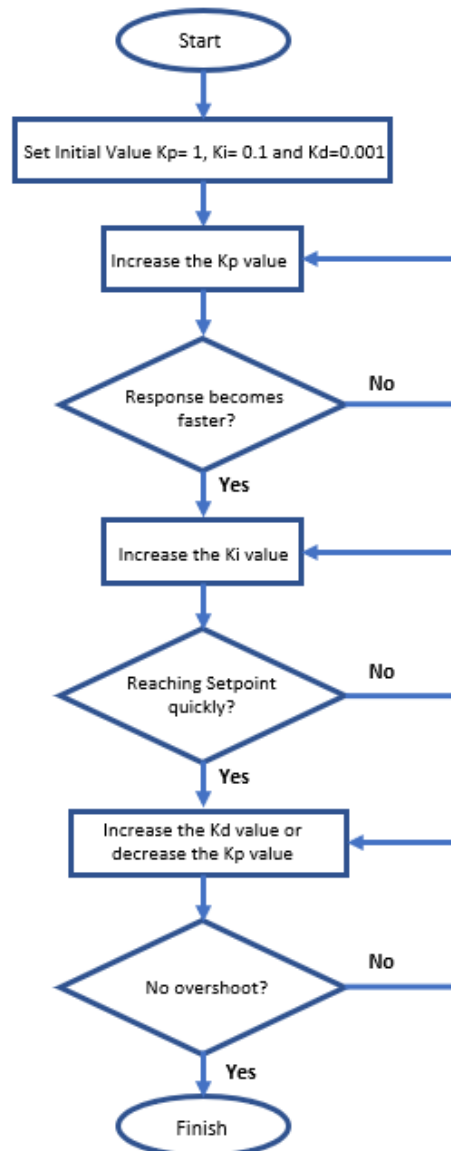 Start
Set Initial Value Kp= 1, Ki= 0.1 and Kd=0.001
Increase the Kp value
Response becomes
faster?
No
Yes
Increase the Ki value
Reaching Setpoint
quickly?
No
Yes
Increase the Kd value or
decrease the Kp value
No overshoot?
No
Yes
Finish